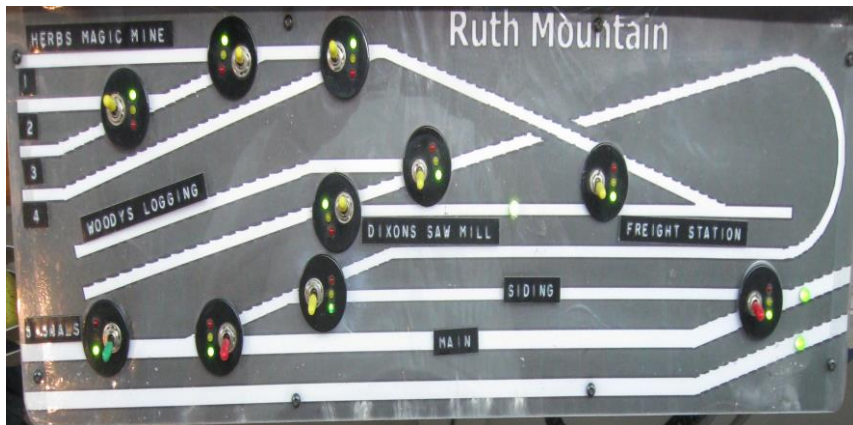 HERBS MAGIC MINE
Ruth Mountain
1
2
3
4
WOODYS LOGGING
DIXONS SAW MILL
FREIGHT STATION
SIDING
MAIN